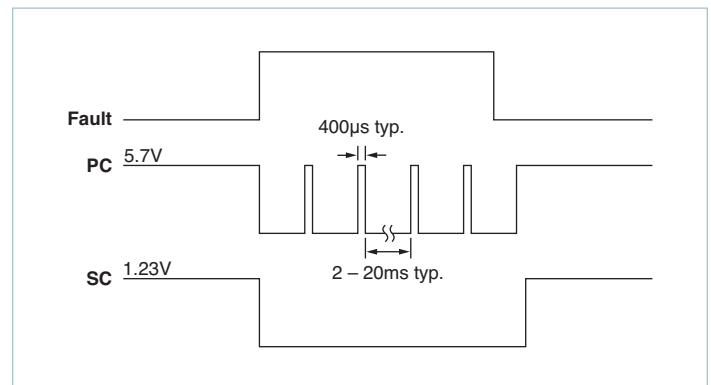 Fault
400µs typ.
PC 5.7V
2 – 20ms typ.
SC 1.23V